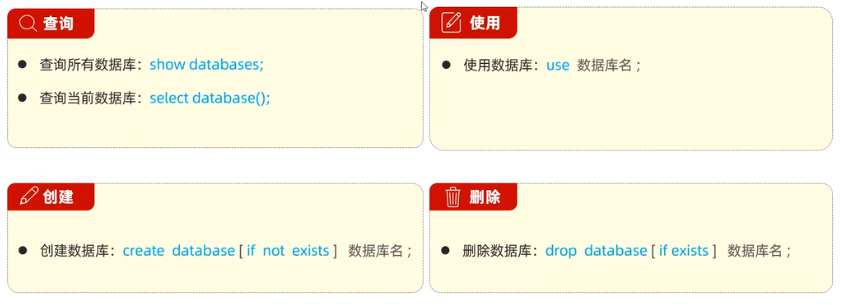 查询
查询所有数据库：show databases;
查询当前数据库：select database();
使用
使用数据库：use 数据库名 ;
创建
创建数据库：create database [ if not exists ] 数据库名 ;
删除
删除数据库：drop database [ if exists ] 数据库名 ;